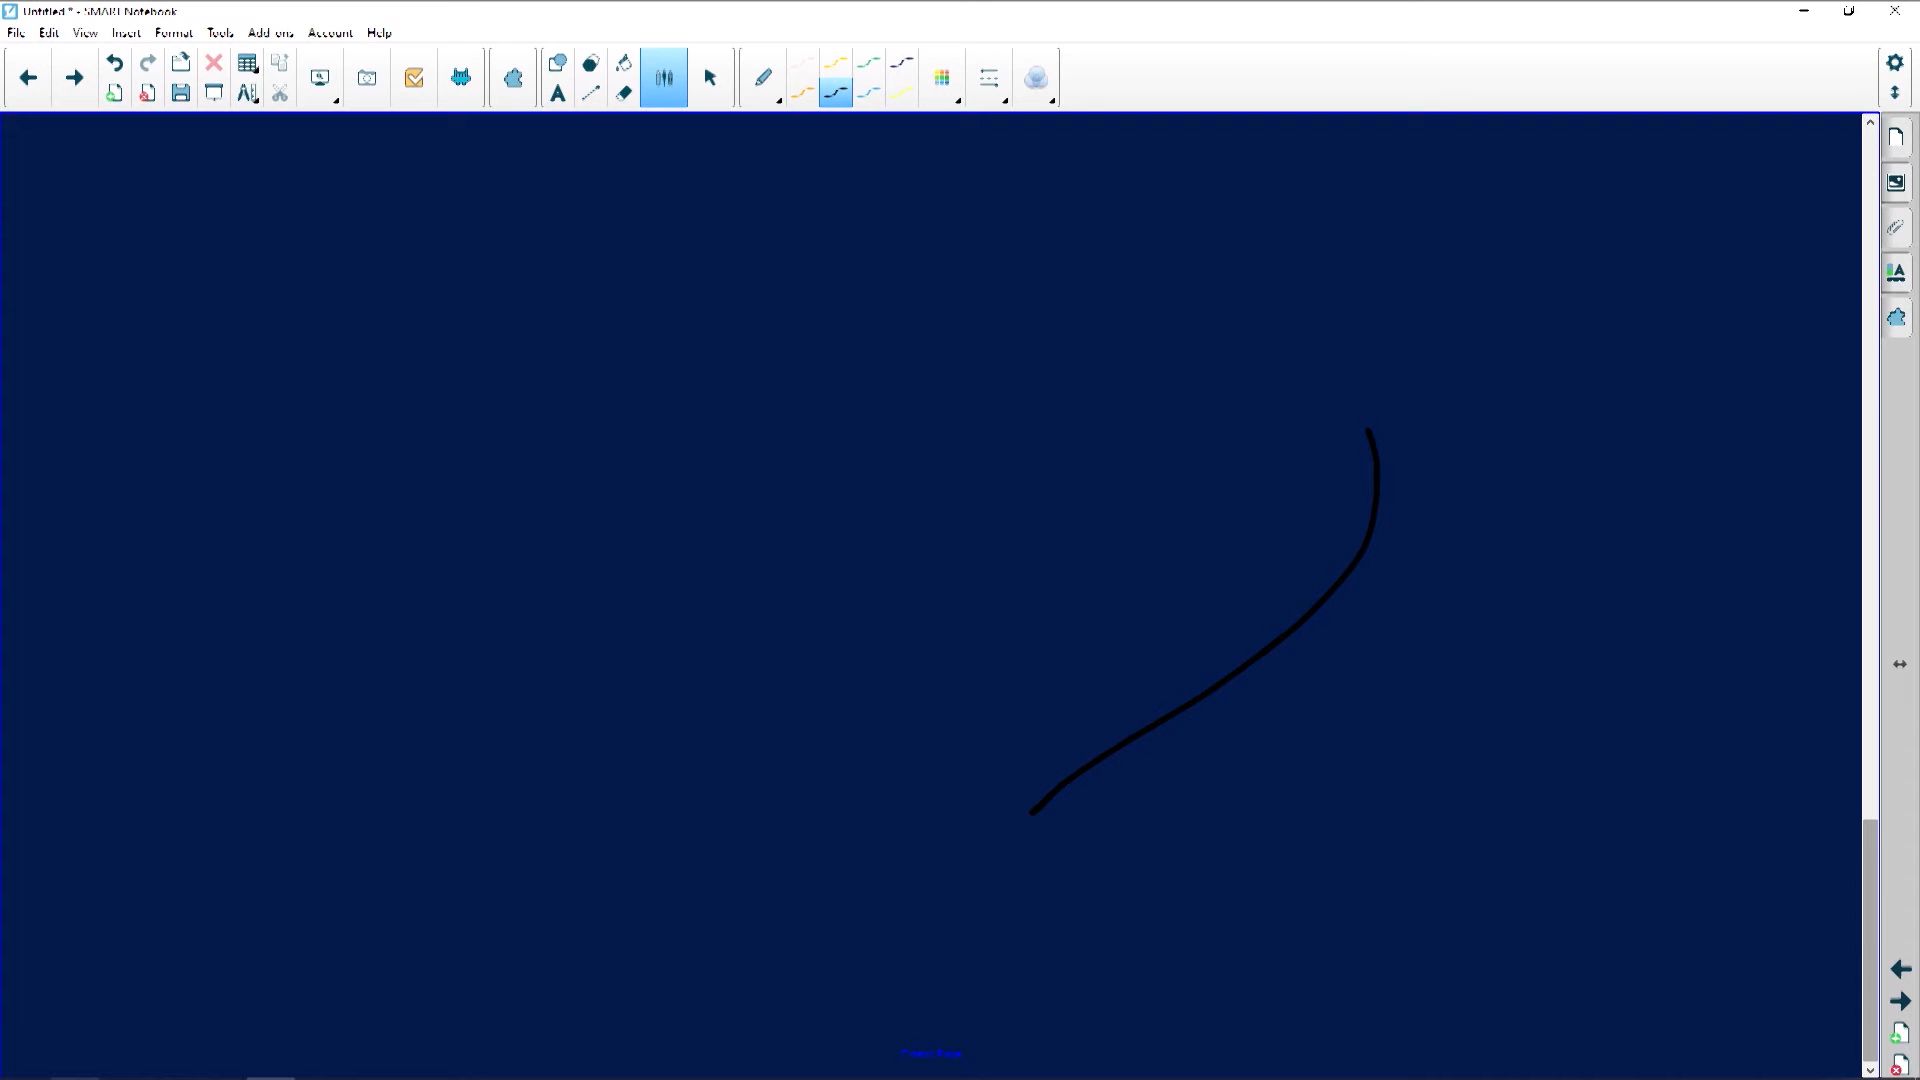 Untitled * - SMART Notebook
File Edit View Insert Format Tools Add-ons Account Help